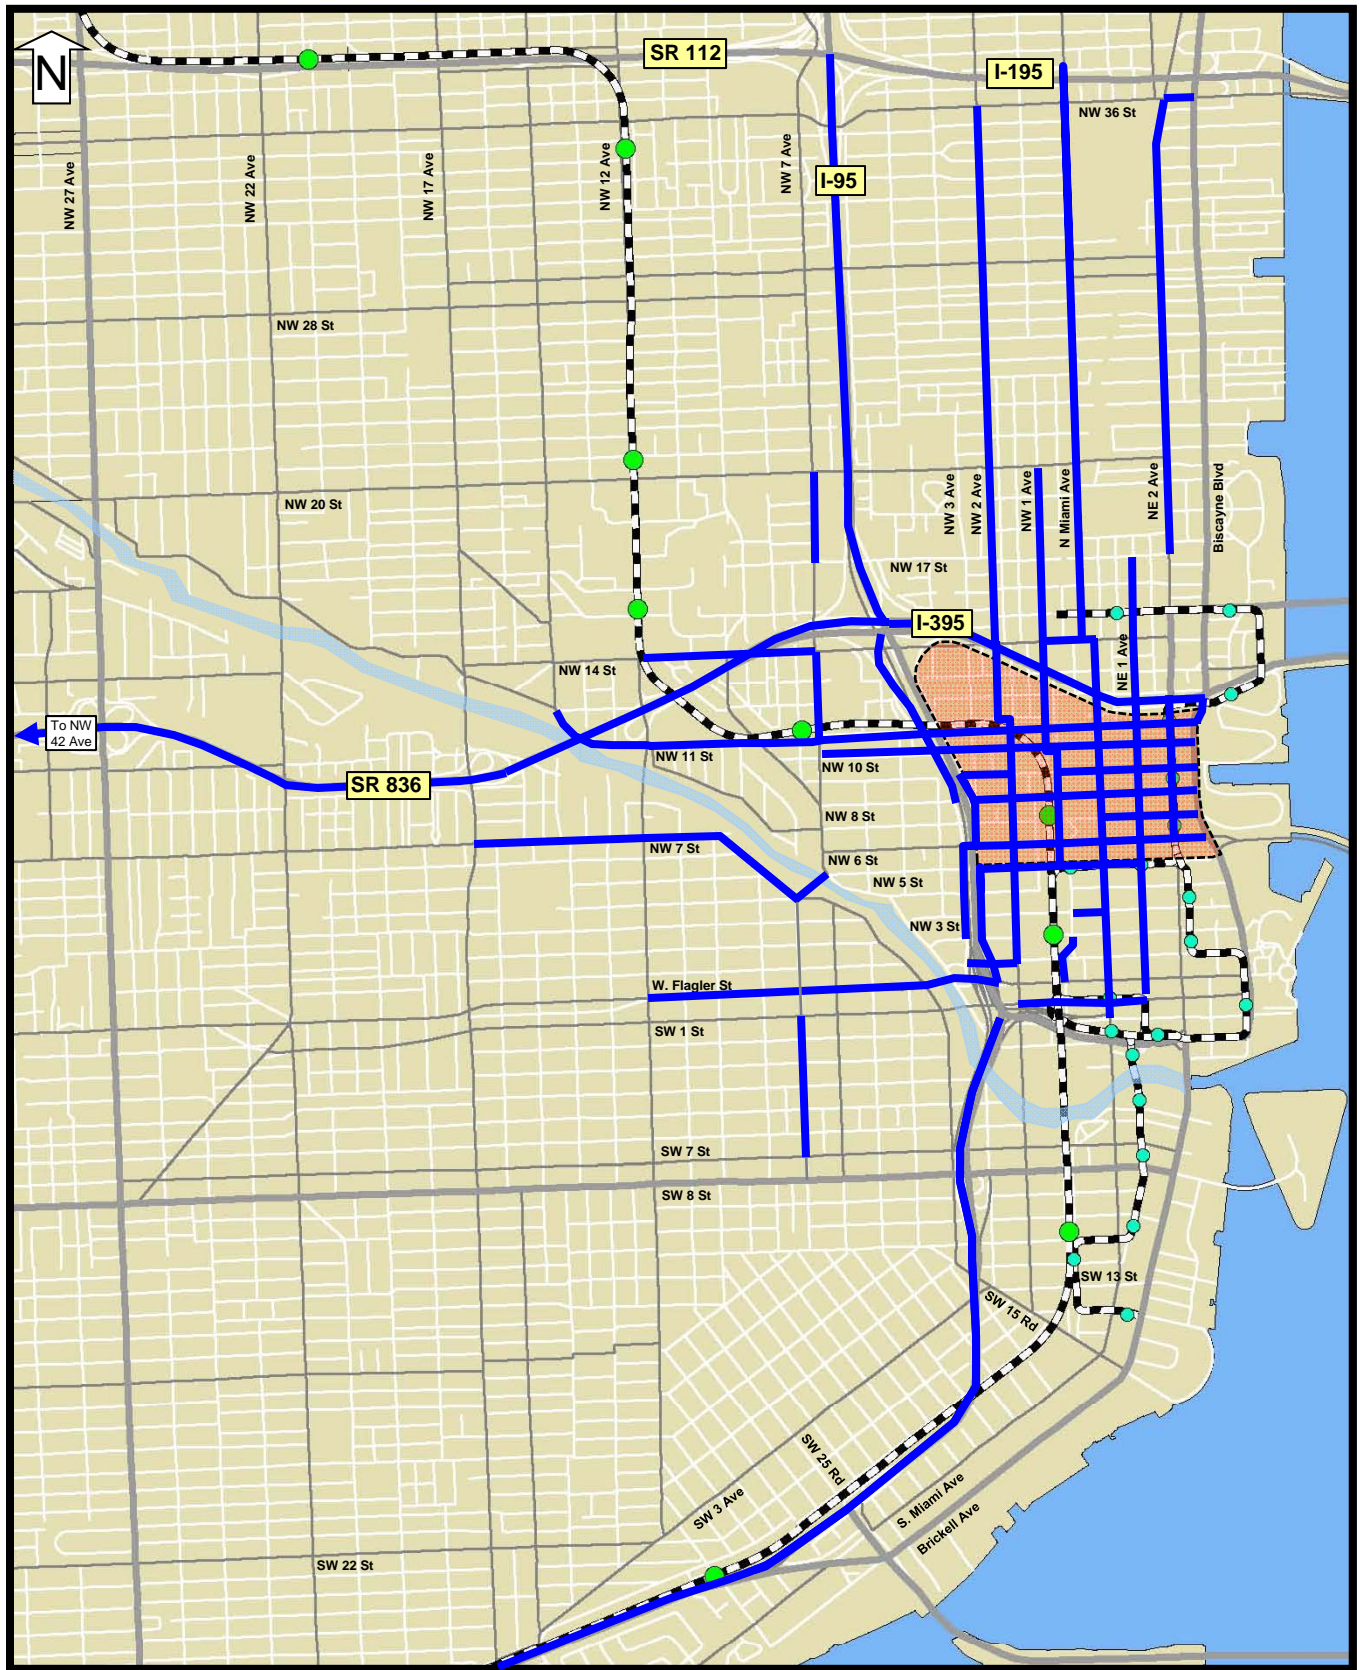 N
SR 112
I-195
NW 36 St
NW 27 Ave
NW 22 Ave
NW 17 Ave
NW 12 Ave
NW 7 Ave
I-95
NW 28 St
NW 20 St
NW 3 Ave
NW 2 Ave
NW 1 Ave
N Miami Ave
NE 2 Ave
Biscayne Blvd
NW 17 St
I-395
NE 1 Ave
NW 14 St
To NW
42 Ave
NW 11 St
NW 10 St
SR 836
NW 8 St
NW 7 St
NW 6 St
NW 5 St
NW 3 St
W. Flagler St
SW 1 St
SW 7 St
SW 8 St
SW 13 St
SW 15 Rd
SW 25 Rd
SW 3 Ave
S. Miami Ave
Brickell Ave
SW 22 St